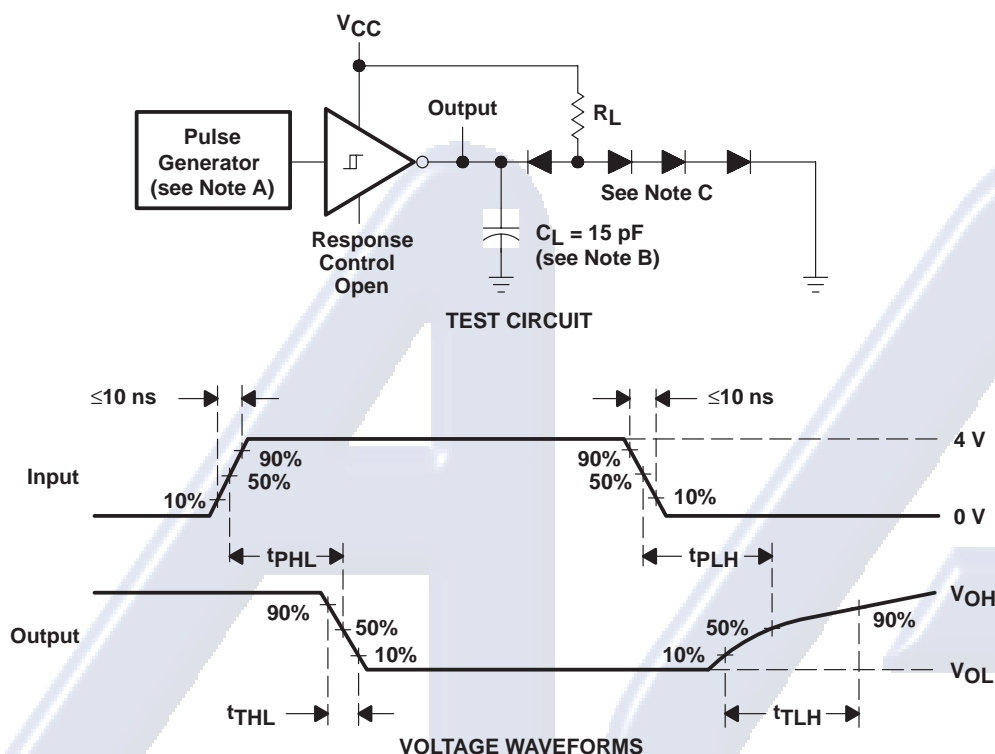 VCC
Output
RL
Pulse
Generator
(see Note A)
See Note C
Response
Control
Open
CL = 15 pF
(see Note B)
TEST CIRCUIT
≤10 ns
≤10 ns
4 V
90%
90%
Input
50%
50%
10%
10%
0 V
tPHL
tPLH
VOH
90%
50%
50%
90%
Output
10%
10%
VOL
tTHL
tTLH
VOLTAGE WAVEFORMS